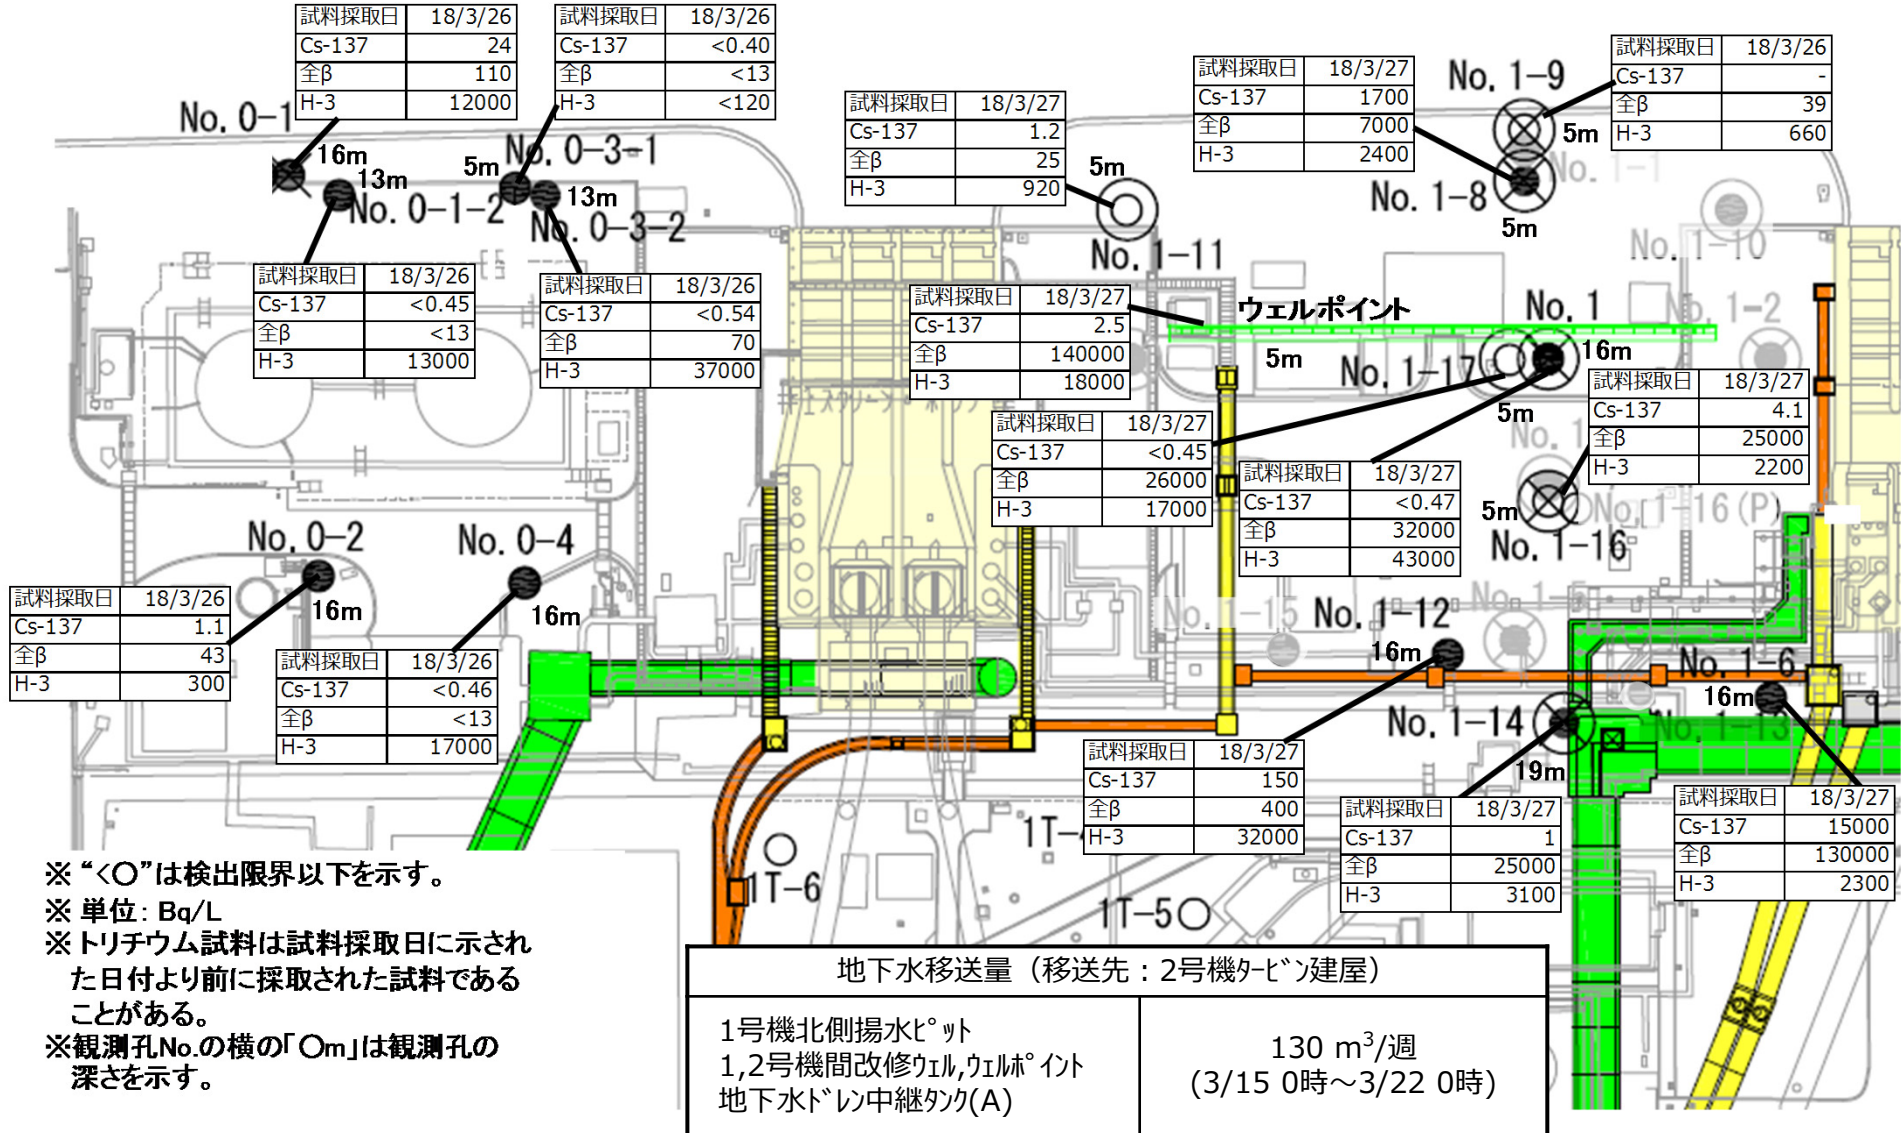 試料採取日 18/3/26
Cs-137 24
全β 110
H-3 12000
試料採取日 18/3/26
Cs-137 <0.40
全β <13
H-3 <120
試料採取日 18/3/27
Cs-137 1.2
全β 25
H-3 920
試料採取日 18/3/27
Cs-137 1700
全β 7000
H-3 2400
試料採取日 18/3/26
Cs-137 -
全β 39
H-3 660
No. 0-1
16m
13m
No. 0-1-2
5m
No. 0-3-1
13m
No. 0-3-2
5m
No. 1-11
No. 1-9
5m
No. 1-1
No. 1-8
5m
No. 1-10
試料採取日 18/3/26
Cs-137 <0.45
全β <13
H-3 13000
試料採取日 18/3/26
Cs-137 <0.54
全β 70
H-3 37000
試料採取日 18/3/27
Cs-137 2.5
全β 140000
H-3 18000
ウェルポイント
5m
No. 1
No. 1-2
16m
No. 1-17
5m
試料採取日 18/3/27
Cs-137 <0.45
全β 26000
H-3 17000
試料採取日 18/3/27
Cs-137 <0.47
全β 32000
H-3 43000
試料採取日 18/3/27
Cs-137 4.1
全β 25000
H-3 2200
No. 1
5m
No. 1-16(P)
No. 1-16
No. 0-2
16m
No. 0-4
16m
試料採取日 18/3/26
Cs-137 1.1
全β 43
H-3 300
試料採取日 18/3/26
Cs-137 <0.46
全β <13
H-3 17000
No. 1-15
No. 1-12
16m
No. 1-5
No. 1-6
16m
No. 1-14
No. 1-13
19m
試料採取日 18/3/27
Cs-137 150
全β 400
H-3 32000
試料採取日 18/3/27
Cs-137 1
全β 25000
H-3 3100
試料採取日 18/3/27
Cs-137 15000
全β 130000
H-3 2300
1T-6
1T-5
※ “<○”は検出限界以下を示す。
※ 単位: Bq/L
※トリチウム試料は試料採取日に示され
た日付より前に採取された試料である
ことがある。
※観測孔No.の横の「○m」は観測孔の
深さを示す。
地下水移送量（移送先：2号機ﾀｰﾋﾞﾝ建屋）
1号機北側揚水ﾋﾟｯﾄ
1,2号機間改修ｳｪﾙ,ｳｪﾙﾎﾟｲﾝﾄ
地下水ﾄﾞﾚﾝ中継ﾀﾝｸ(A)
130 m³/週
(3/15 0時～3/22 0時)